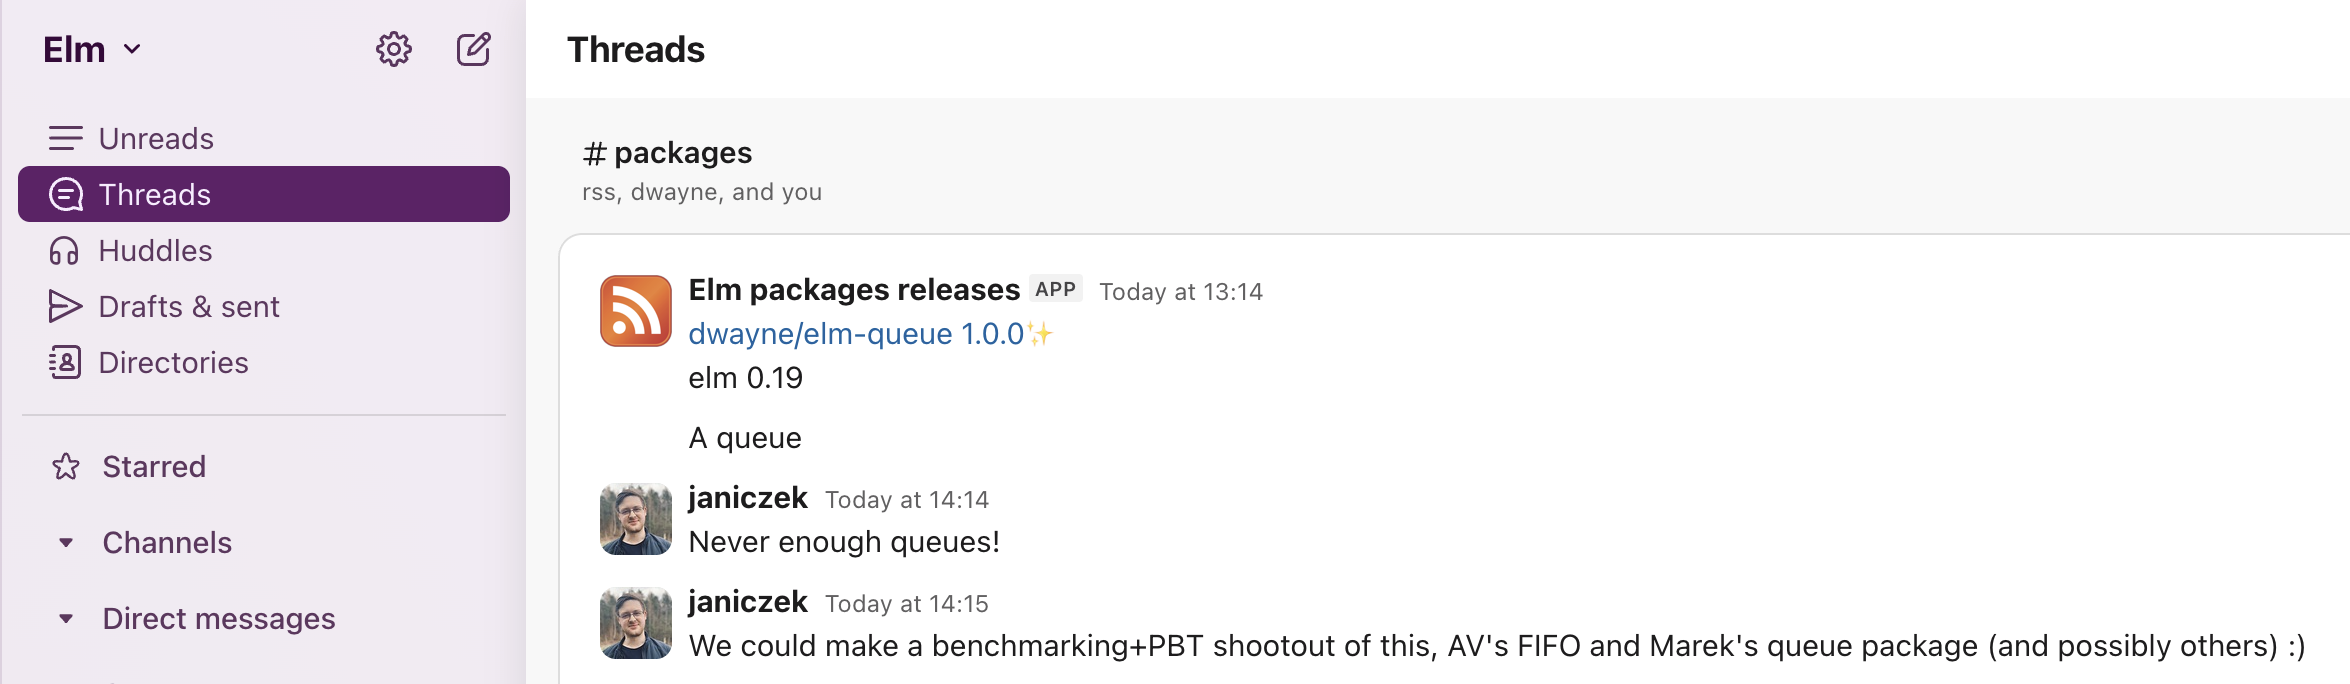 Elm
Unreads
Threads
Huddles
Drafts & sent
Directories
Starred
Channels
Direct messages
Threads
# packages
rss, dwayne, and you
Elm packages releases APP Today at 13:14
dwayne/elm-queue 1.0.0✨
elm 0.19
A queue
janiczek Today at 14:14
Never enough queues!
janiczek Today at 14:15
We could make a benchmarking+PBT shootout of this, AV's FIFO and Marek's queue package (and possibly others) :)